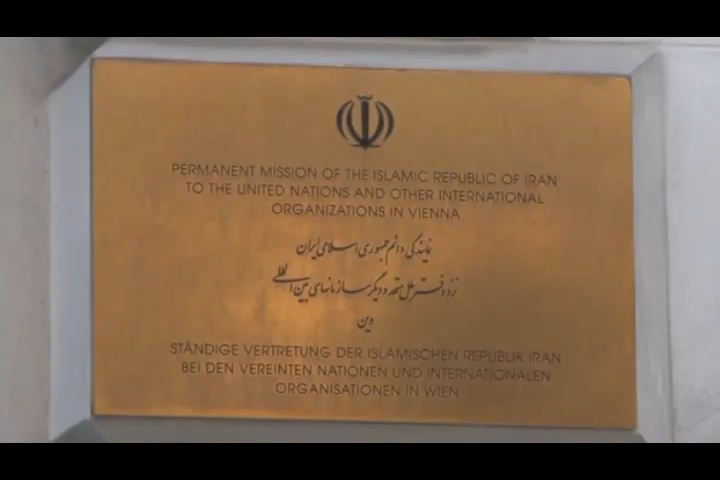 PERMANENT MISSION OF THE ISLAMIC REPUBLIC OF IRAN
TO THE UNITED NATIONS AND OTHER INTERNATIONAL
ORGANIZATIONS IN VIENNA
نمایندگی دائم جمهوری اسلامی ایران
نزد دفتر ملل متحد و دیگر سازمانهای بین المللی
وین
STÄNDIGE VERTRETUNG DER ISLAMISCHEN REPUBLIK IRAN
BEI DEN VEREINTEN NATIONEN UND INTERNATIONALEN
ORGANISATIONEN IN WIEN